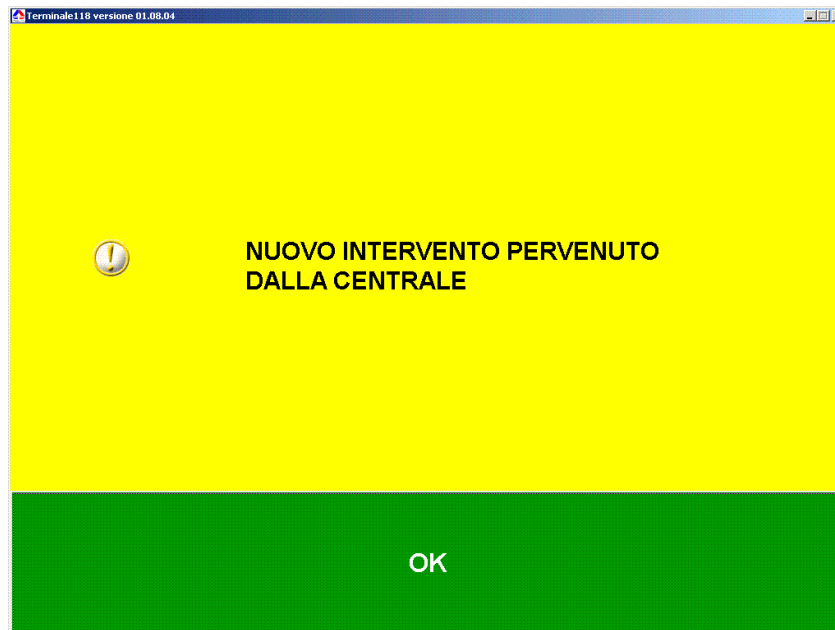 Terminale118 versione 01.08.04
NUOVO INTERVENTO PERVENUTO
DALLA CENTRALE
OK